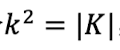 k² = |K|